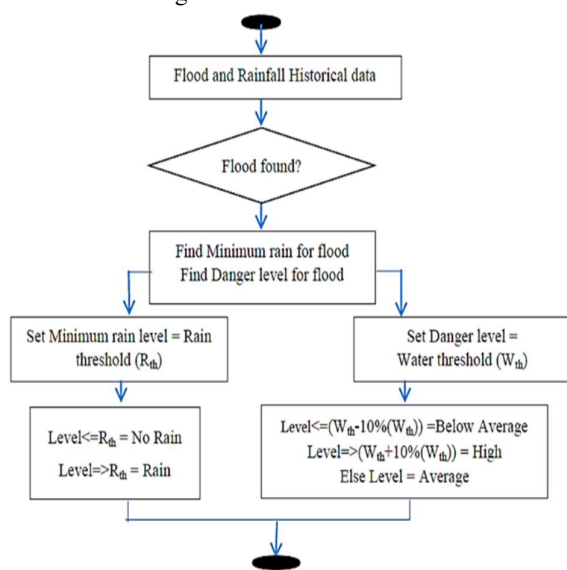 Flood and Rainfall Historical data
Flood found?
Find Minimum rain for flood
Find Danger level for flood
Set Minimum rain level = Rain
threshold (Rth)
Set Danger level =
Water threshold (Wth)
Level<=Rth = No Rain
Level=>Rth = Rain
Level<=(Wth-10%(Wth)) =Below Average
Level=>(Wth+10%(Wth)) = High
Else Level = Average